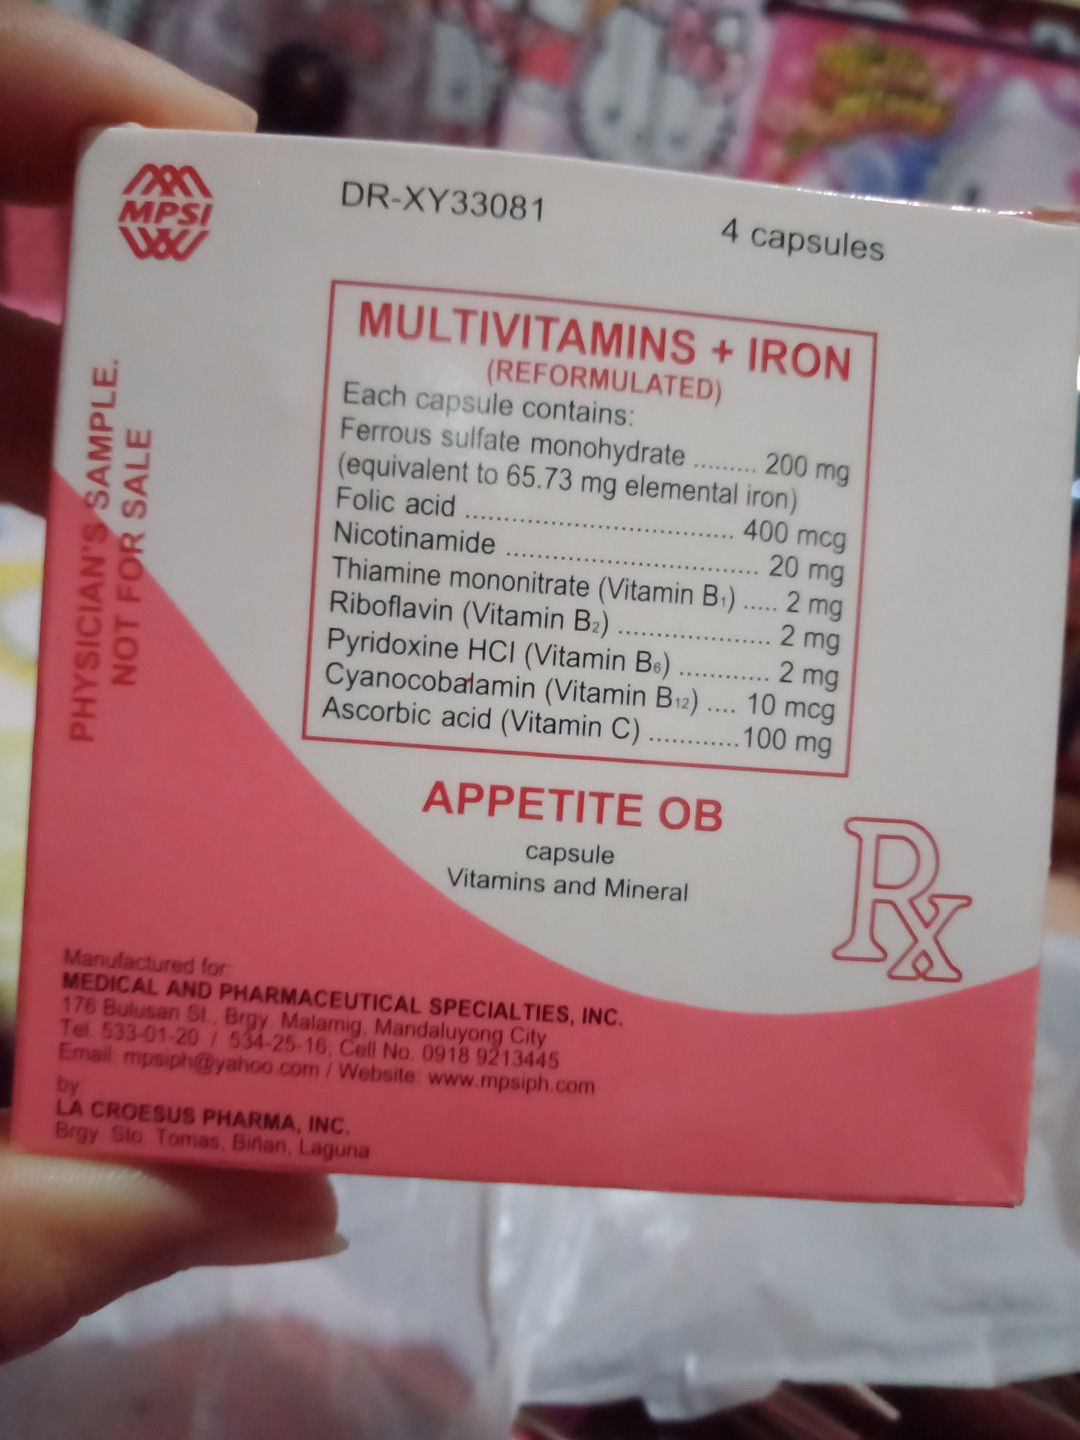 MPSI
DR-XY33081
4 capsules
PHYSICIAN'S SAMPLE.
NOT FOR SALE
MULTIVITAMINS + IRON
(REFORMULATED)
Each capsule contains:
Ferrous sulfate monohydrate ......... 200 mg
(equivalent to 65.73 mg elemental iron)
Folic acid .................................. 400 mcg
Nicotinamide ................................ 20 mg
Thiamine mononitrate (Vitamin B1) ..... 2 mg
Riboflavin (Vitamin B2) ..................... 2 mg
Pyridoxine HCl (Vitamin B6) ............ 2 mg
Cyanocobalamin (Vitamin B12) .... 10 mcg
Ascorbic acid (Vitamin C) ............100 mg
APPETITE OB
capsule
Vitamins and Mineral
Rx
Manufactured for:
MEDICAL AND PHARMACEUTICAL SPECIALTIES, INC.
176 Bulusan St., Brgy. Malamig, Mandaluyong City
Tel. 533-01-20 / 534-25-16; Cell No. 0918 9213445
Email: mpsiph@yahoo.com / Website: www.mpsiph.com
by:
LA CROESUS PHARMA, INC.
Brgy. Sto. Tomas, Biñan, Laguna